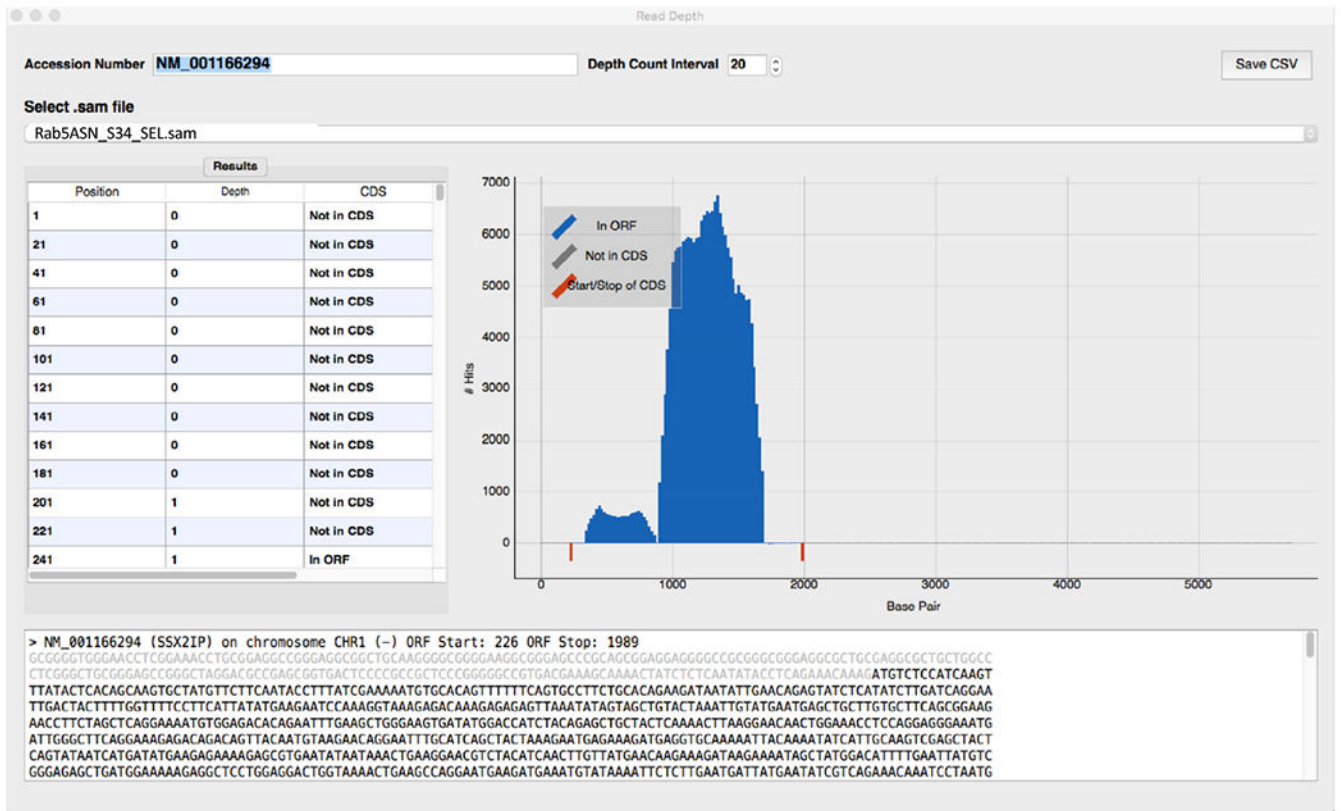 Read Depth
Accession Number NM_001166294 Depth Count Interval 20 Save CSV
Select .sam file
Rab5ASN_S34_SEL.sam
Results
Position Depth CDS
1 0 Not in CDS
21 0 Not in CDS
41 0 Not in CDS
61 0 Not in CDS
81 0 Not in CDS
101 0 Not in CDS
121 0 Not in CDS
141 0 Not in CDS
161 0 Not in CDS
181 0 Not in CDS
201 1 Not in CDS
221 1 Not in CDS
241 1 In ORF
# Hits
7000
6000
5000
4000
3000
2000
1000
0
In ORF
Not in CDS
Start/Stop of CDS
0 1000 2000 3000 4000 5000
Base Pair
> NM_001166294 (SSX2IP) on chromosome CHR1 (-) ORF Start: 226 ORF Stop: 1989
GCGGGGTGGGAACCTCGGAAACCTGCGGAGGCCGGGAGGCGGCTGCAAGGGGCGGGGAAGGCGGGAGCCCGCAGCGGAGGAGGGGCCGCGGGCGGGAGGCGCTGCGAGGCGCTGCTGGCC
CTCGGGCTGCGGGAGCCGGGCTAGGACGCCGAGCGGTGACTCCCCGCCGCTCCCGGGGGCCGTGACGAAAGCAAACTATCTCTCAATATACCTCAGAAACAAAGATGTCTCCATCAAGT
TTATACTCACAGCAAGTGCTATGTTCTTCAATACCTTTATCGAAAAATGTGCACAGTTTTTTCAGTGCCTTCTGCACAGAAGATAATATTGAACAGAGTATCTCATATCTTGATCAGGAA
TTGACTACTTTTGGTTTTCCTTCATTATATGAAGAATCCAAAGGTAAAGAGACAAAGAGAGAGTTAAATATAGTAGCTGTACTAAATTGTATGAATGAGCTGCTTGTGCTTCAGCGGAAG
AACCTTCTAGCTCAGGAAAATGTGGAGACACAGAATTTGAAGCTGGGAAGTGATATGGACCATCTACAGAGCTGCTACTCAAAACTTAAGGAACAACTGGAAACCTCCAGGAGGGAAATG
ATTGGGCTTCAGGAAAGAGACAGACAGTTACAATGTAAGAACAGGAATTTGCATCAGCTACTAAAGAATGAGAAAGATGAGGTGCAAAAATTACAAAATATCATTGCAAGTCGAGCTACT
CAGTATAATCATGATATGAAGAGAAAAGAGCGTGAATATAATAAACTGAAGGAACGTCTACATCAACTTGTTATGAACAAGAAAGATAAGAAAATAGCTATGGACATTTTGAATTATGTC
GGGAGAGCTGATGGAAAAAGAGGCTCCTGGAGGACTGGTAAAACTGAAGCCAGGAATGAAGATGAAATGTATAAAATTCTCTTGAATGATTATGAATATCGTCAGAAACAAATCCTAATG